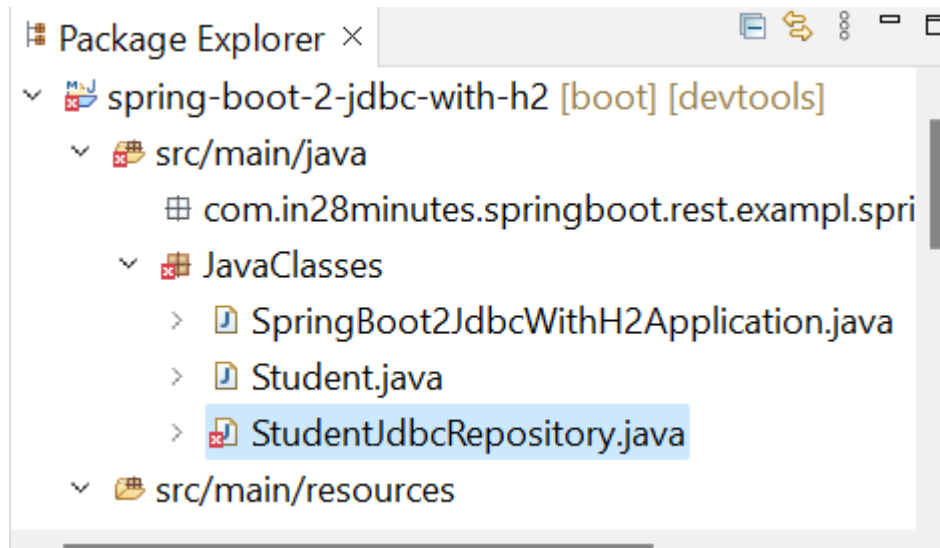 Package Explorer ×
spring-boot-2-jdbc-with-h2 [boot] [devtools]
src/main/java
com.in28minutes.springboot.rest.exampl.spri
JavaClasses
SpringBoot2JdbcWithH2Application.java
Student.java
StudentJdbcRepository.java
src/main/resources